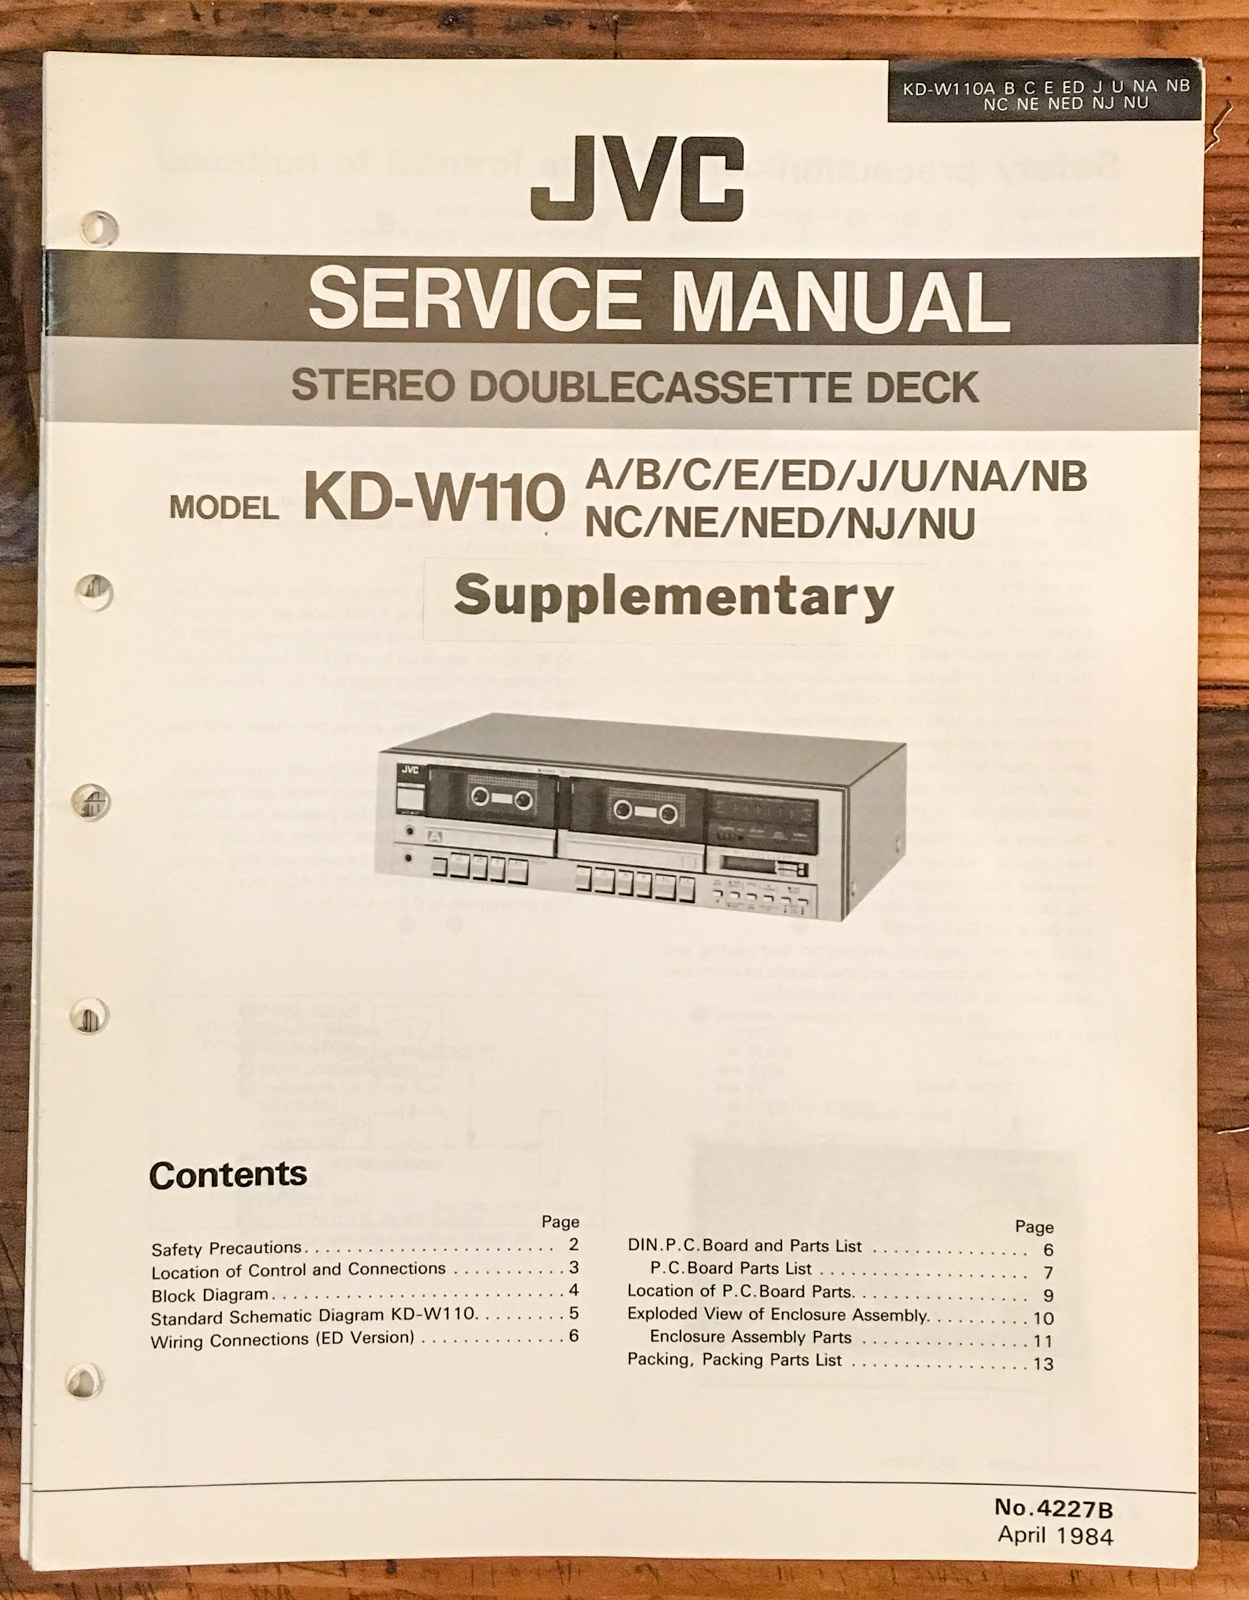 KD-W110A B C E ED J U NA NB
NC NE NED NJ NU
JVC
SERVICE MANUAL
STEREO DOUBLECASSETTE DECK
MODEL KD-W110 A/B/C/E/ED/J/U/NA/NB
NC/NE/NED/NJ/NU
Supplementary
JVC
A
Contents
Page
Safety Precautions. . . . . . . . . . . . . . . . . . . . . . . . 2
Location of Control and Connections . . . . . . . . . . . 3
Block Diagram. . . . . . . . . . . . . . . . . . . . . . . . . . . . 4
Standard Schematic Diagram KD-W110. . . . . . . . . 5
Wiring Connections (ED Version) . . . . . . . . . . . . . . 6
Page
DIN.P.C.Board and Parts List . . . . . . . . . . . . . . . 6
P.C.Board Parts List . . . . . . . . . . . . . . . . . . . . 7
Location of P.C.Board Parts. . . . . . . . . . . . . . . . . 9
Exploded View of Enclosure Assembly. . . . . . . . . . 10
Enclosure Assembly Parts . . . . . . . . . . . . . . . . 11
Packing, Packing Parts List . . . . . . . . . . . . . . . . . 13
No.4227B
April 1984